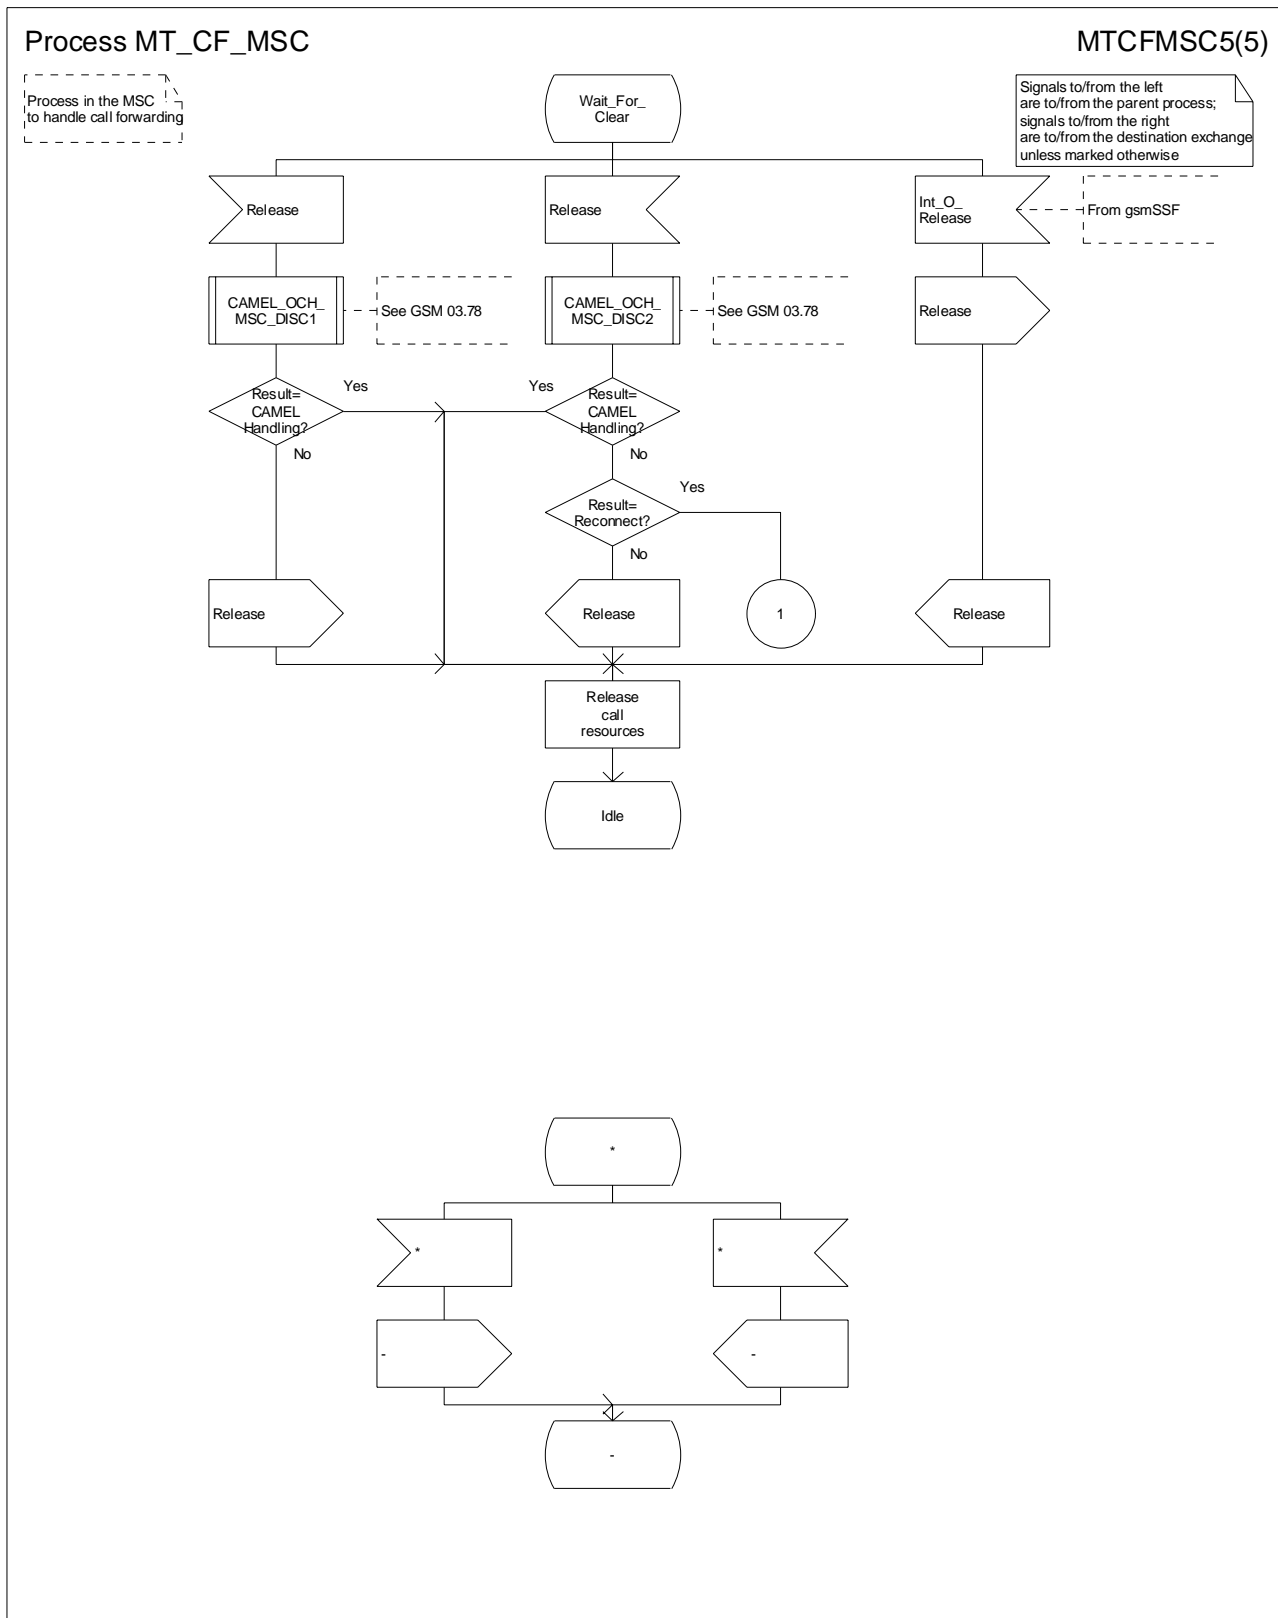 Process MT_CF_MSC
MTCFMSC5(5)
Process in the MSC
to handle call forwarding
Wait_For_
Clear
Signals to/from the left
are to/from the parent process;
signals to/from the right
are to/from the destination exchange
unless marked otherwise
Release
Release
Int_O_
Release
From gsmSSF
CAMEL_OCH_
MSC_DISC1
See GSM 03.78
CAMEL_OCH_
MSC_DISC2
See GSM 03.78
Release
Result=
CAMEL
Handling?
Yes
No
Yes
Result=
CAMEL
Handling?
No
Result=
Reconnect?
Yes
No
Release
Release
1
Release
Release
call
resources
Idle
*
*
*
-
-
-